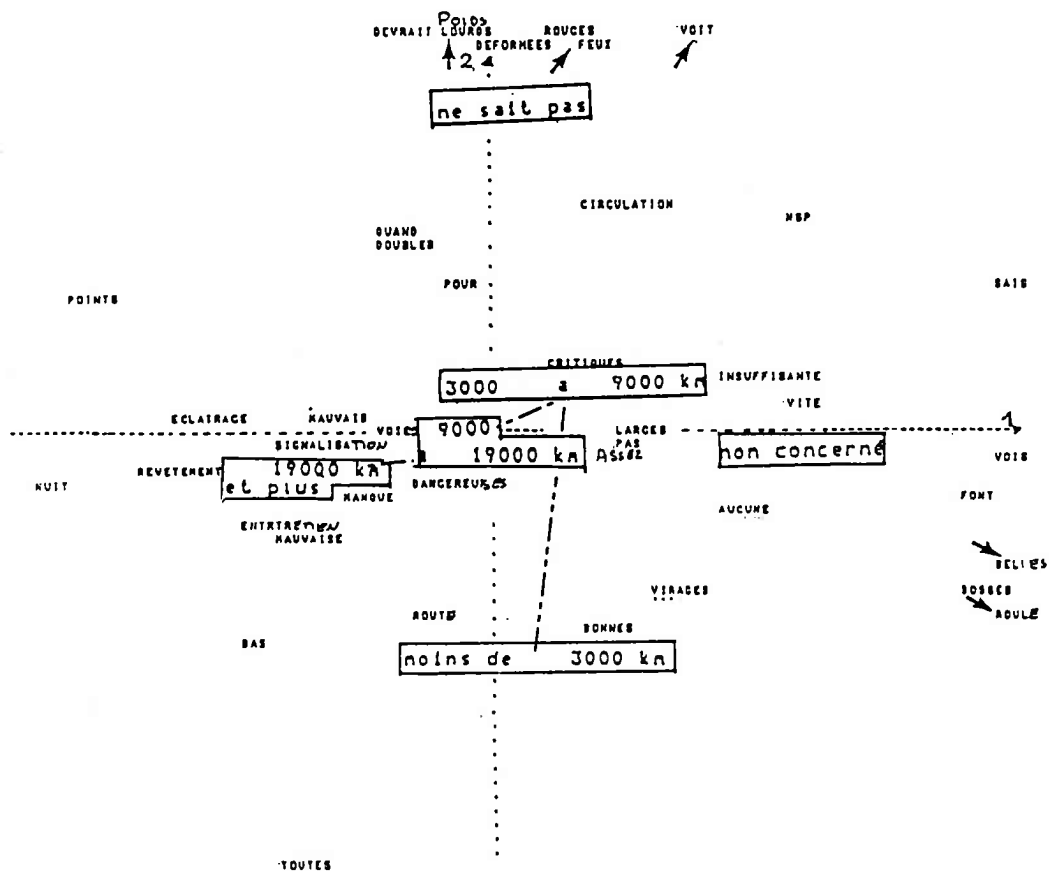 Poids
DEVRAIT LOURDS ROUGES VOIT
DEFORMEES FEUX
2
ne sait pas
CIRCULATION
NSP
QUAND
DOUBLES
POUR
SAIS
POINTS
CRITIQUES
3000 a 9000 km
INSUFFISANTE
VITE
ECLAIRAGE MAUVAIS
VOIE
9000
LARGES
1
SIGNALISATION
PAS
a 19000 km
ASSEZ
non concerné
VOIS
REVETEMENT
19000 km
et plus
NUIT
MANQUE
DANGEREUSES
FONT
AUCUNE
ENTRTRETIEN
MAUVAISE
BELLES
VIRAGES
BOSSES
ROULE
ROUTE
BONNES
BAS
moins de 3000 km
TOUTES